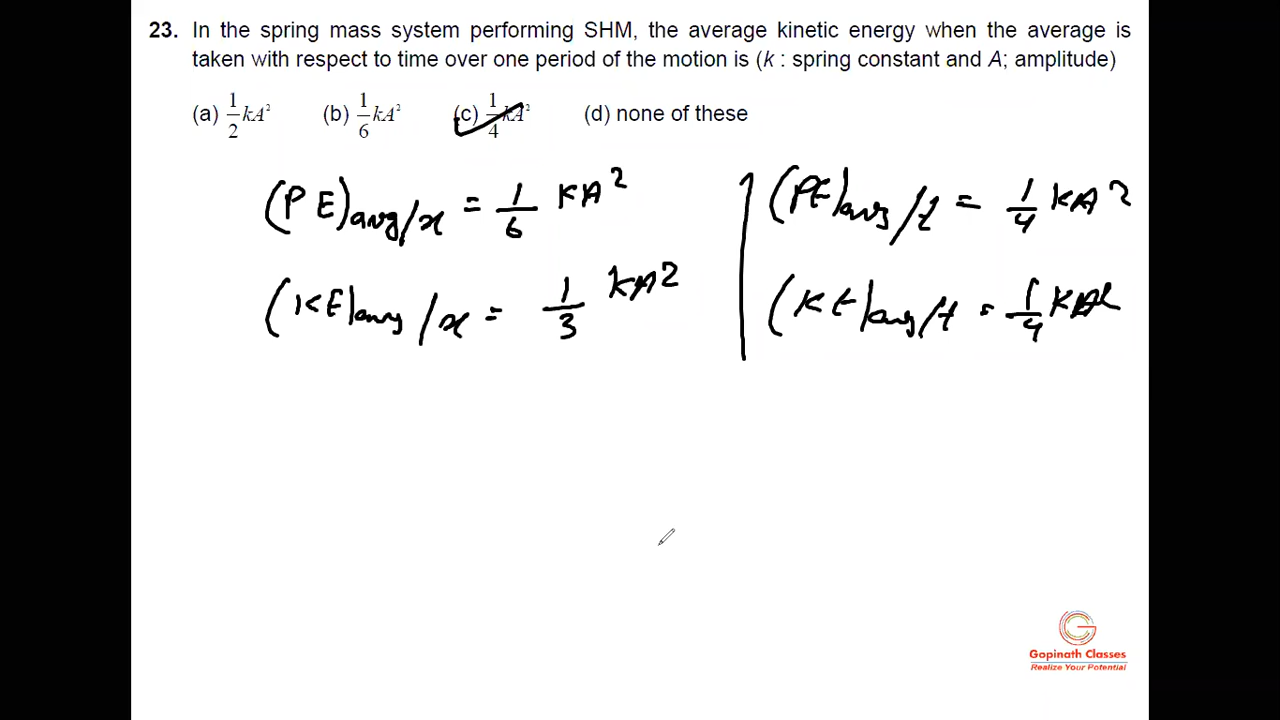 23. In the spring mass system performing SHM, the average kinetic energy when the average is
taken with respect to time over one period of the motion is (k : spring constant and A; amplitude)
(a) 1/2 kA² (b) 1/6 kA² (c) 1/4 kA² (d) none of these
(PE)avg/x = 1/6 KA²
(KE)avg/x = 1/3 KA²
(PE)avg/t = 1/4 KA²
(KE)avg/t = 1/4 KA²
G
Gopinath Classes
Realize Your Potential